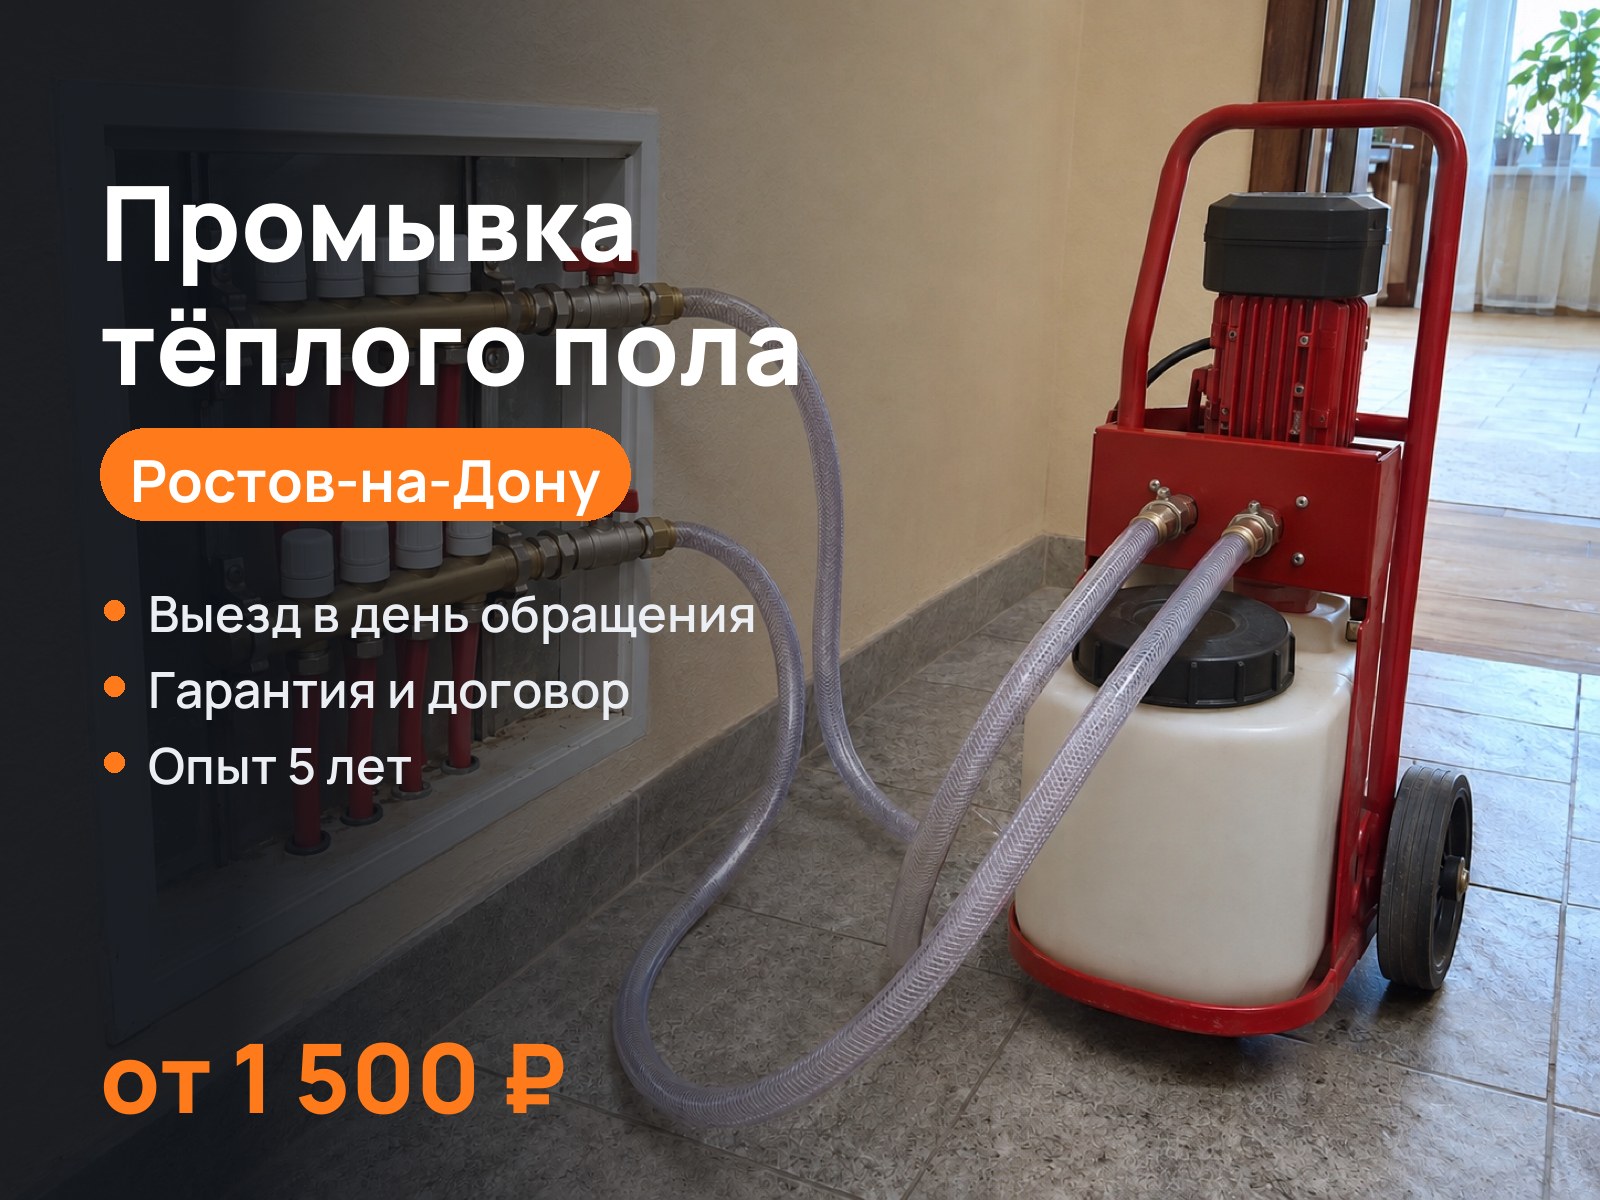 Промывка
тёплого пола
Ростов-на-Дону
Выезд в день обращения
Гарантия и договор
Опыт 5 лет
от 1 500 ₽